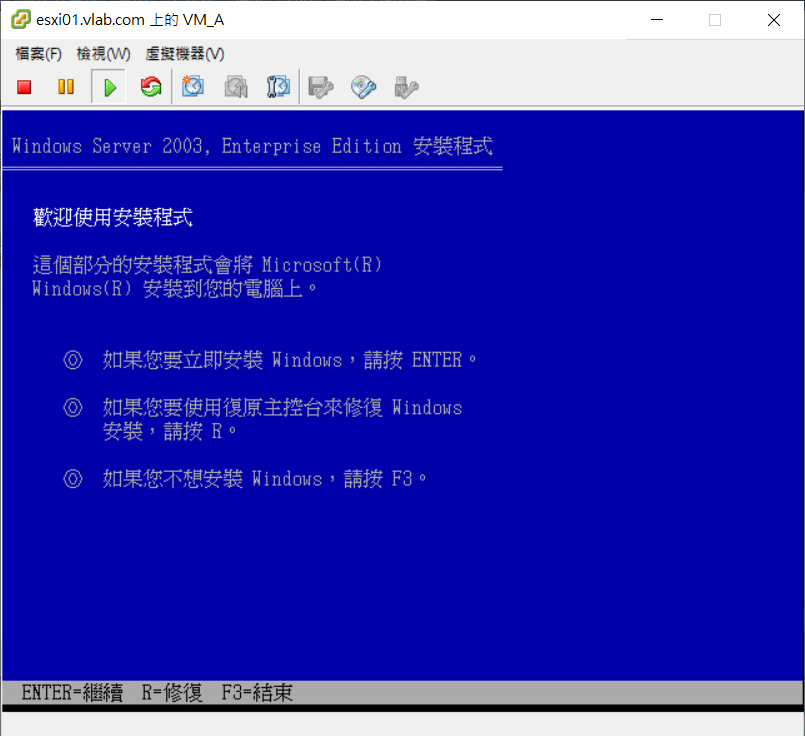 esxi01.vlab.com 上的 VM_A
檔案(F) 檢視(W) 虛擬機器(V)
Windows Server 2003, Enterprise Edition 安裝程式
歡迎使用安裝程式
這個部分的安裝程式會將 Microsoft(R)
Windows(R) 安裝到您的電腦上。
◎ 如果您要立即安裝 Windows，請按 ENTER。
◎ 如果您要使用復原主控台來修復 Windows
安裝，請按 R。
◎ 如果您不想安裝 Windows，請按 F3。
ENTER=繼續 R=修復 F3=結束